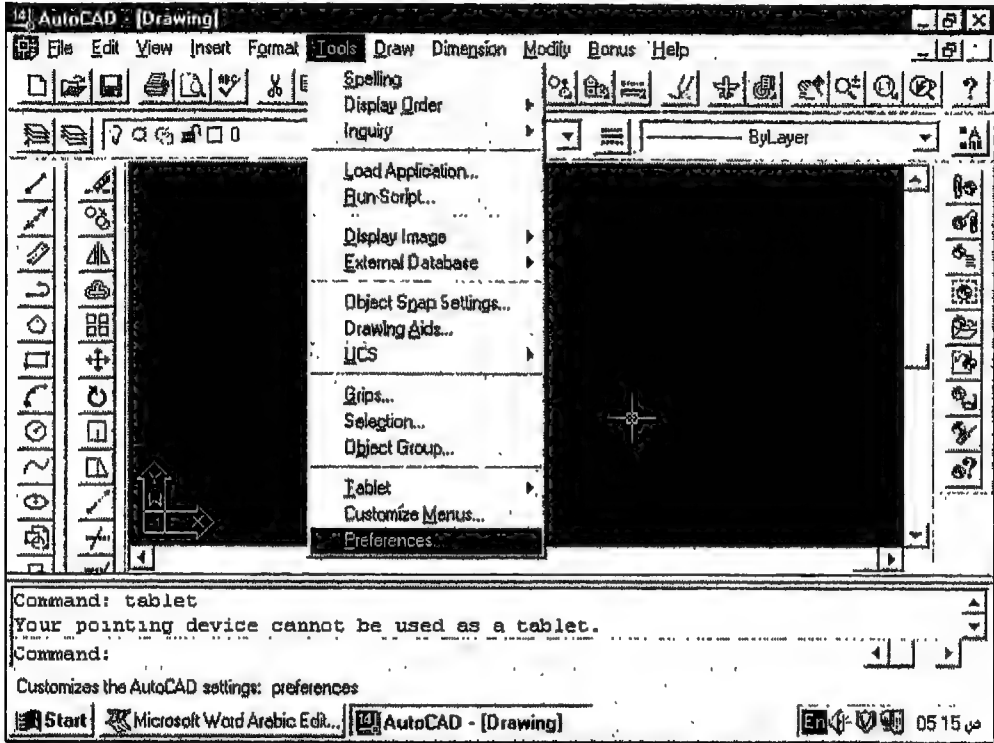 AutoCAD - [Drawing]
File Edit View Insert Format Tools Draw Dimension Modify Bonus Help
0 ByLayer
Spelling
Display Order
Inquiry
Load Application...
Run Script...
Display Image
External Database
Object Snap Settings...
Drawing Aids...
UCS
Grips...
Selection...
Object Group...
Tablet
Customize Menus...
Preferences...
Y
W
X
Command: tablet
Your pointing device cannot be used as a tablet.
Command:
Customizes the AutoCAD settings: preferences
Start Microsoft Word Arabic Edit... AutoCAD - [Drawing] En 05 15 ص